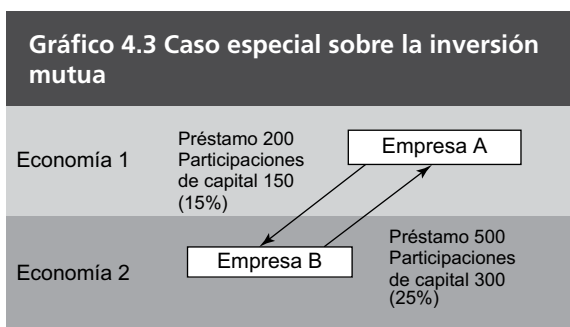 Gráfico 4.3 Caso especial sobre la inversión
mutua
Economía 1
Préstamo 200
Participaciones
de capital 150
(15%)
Empresa A
Economía 2
Empresa B
Préstamo 500
Participaciones
de capital 300
(25%)